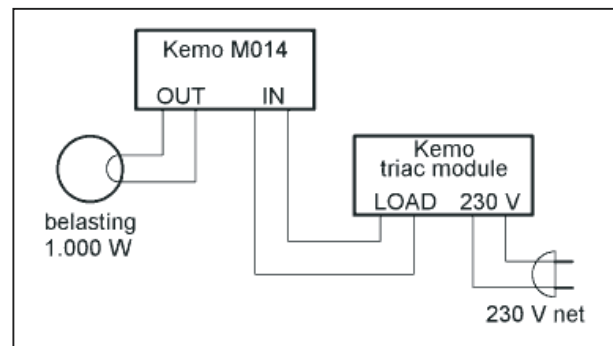 Kemo M014
OUT IN
Kemo
triac module
LOAD 230 V
belasting
1.000 W
230 V net